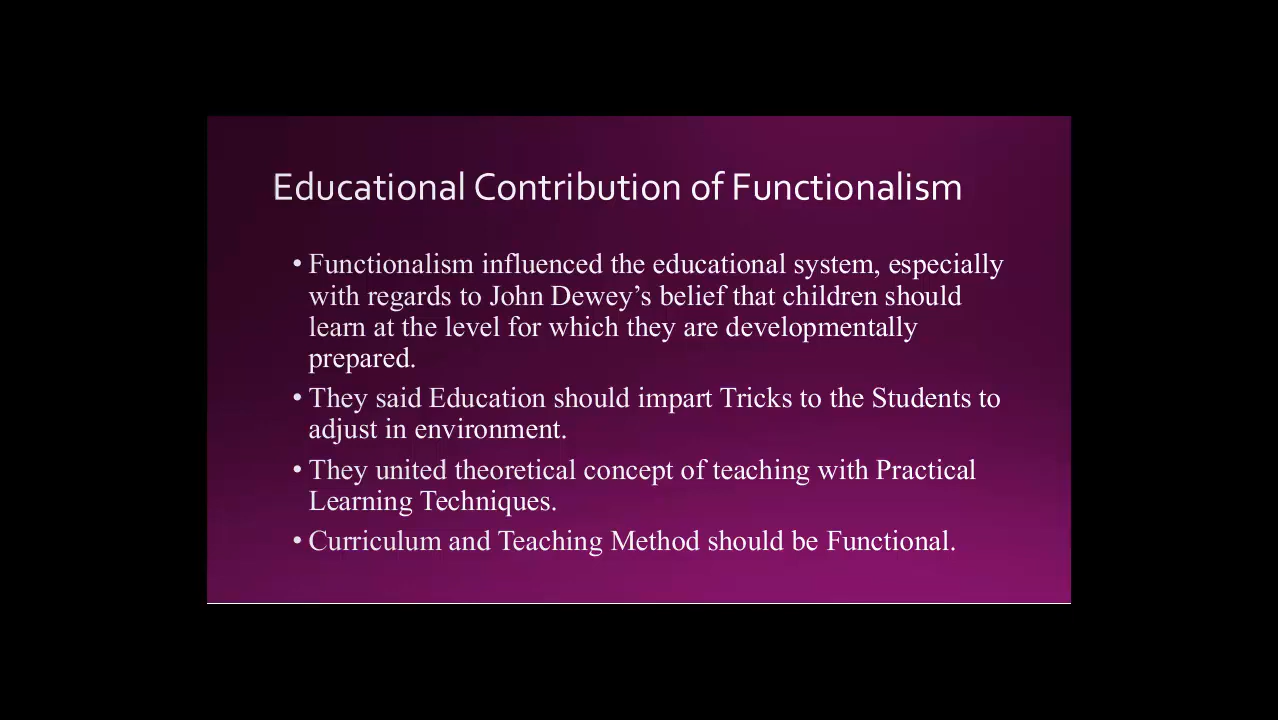 Educational Contribution of Functionalism
• Functionalism influenced the educational system, especially
with regards to John Dewey’s belief that children should
learn at the level for which they are developmentally
prepared.
• They said Education should impart Tricks to the Students to
adjust in environment.
• They united theoretical concept of teaching with Practical
Learning Techniques.
• Curriculum and Teaching Method should be Functional.